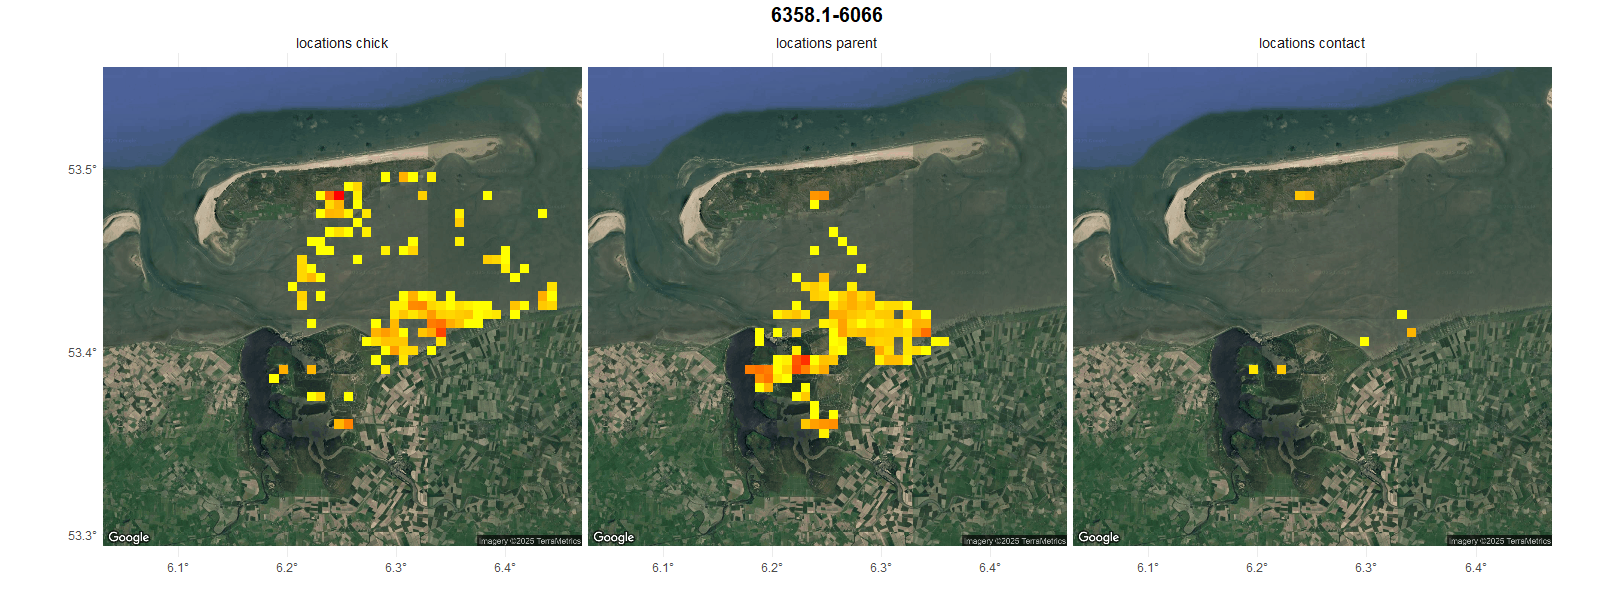 6358.1-6066
locations chick
locations parent
locations contact
53.5°
53.4°
53.3°
Google
Imagery ©2025 TerraMetrics
Google
Imagery ©2025 TerraMetrics
Google
Imagery ©2025 TerraMetrics
6.1°
6.2°
6.3°
6.4°
6.1°
6.2°
6.3°
6.4°
6.1°
6.2°
6.3°
6.4°